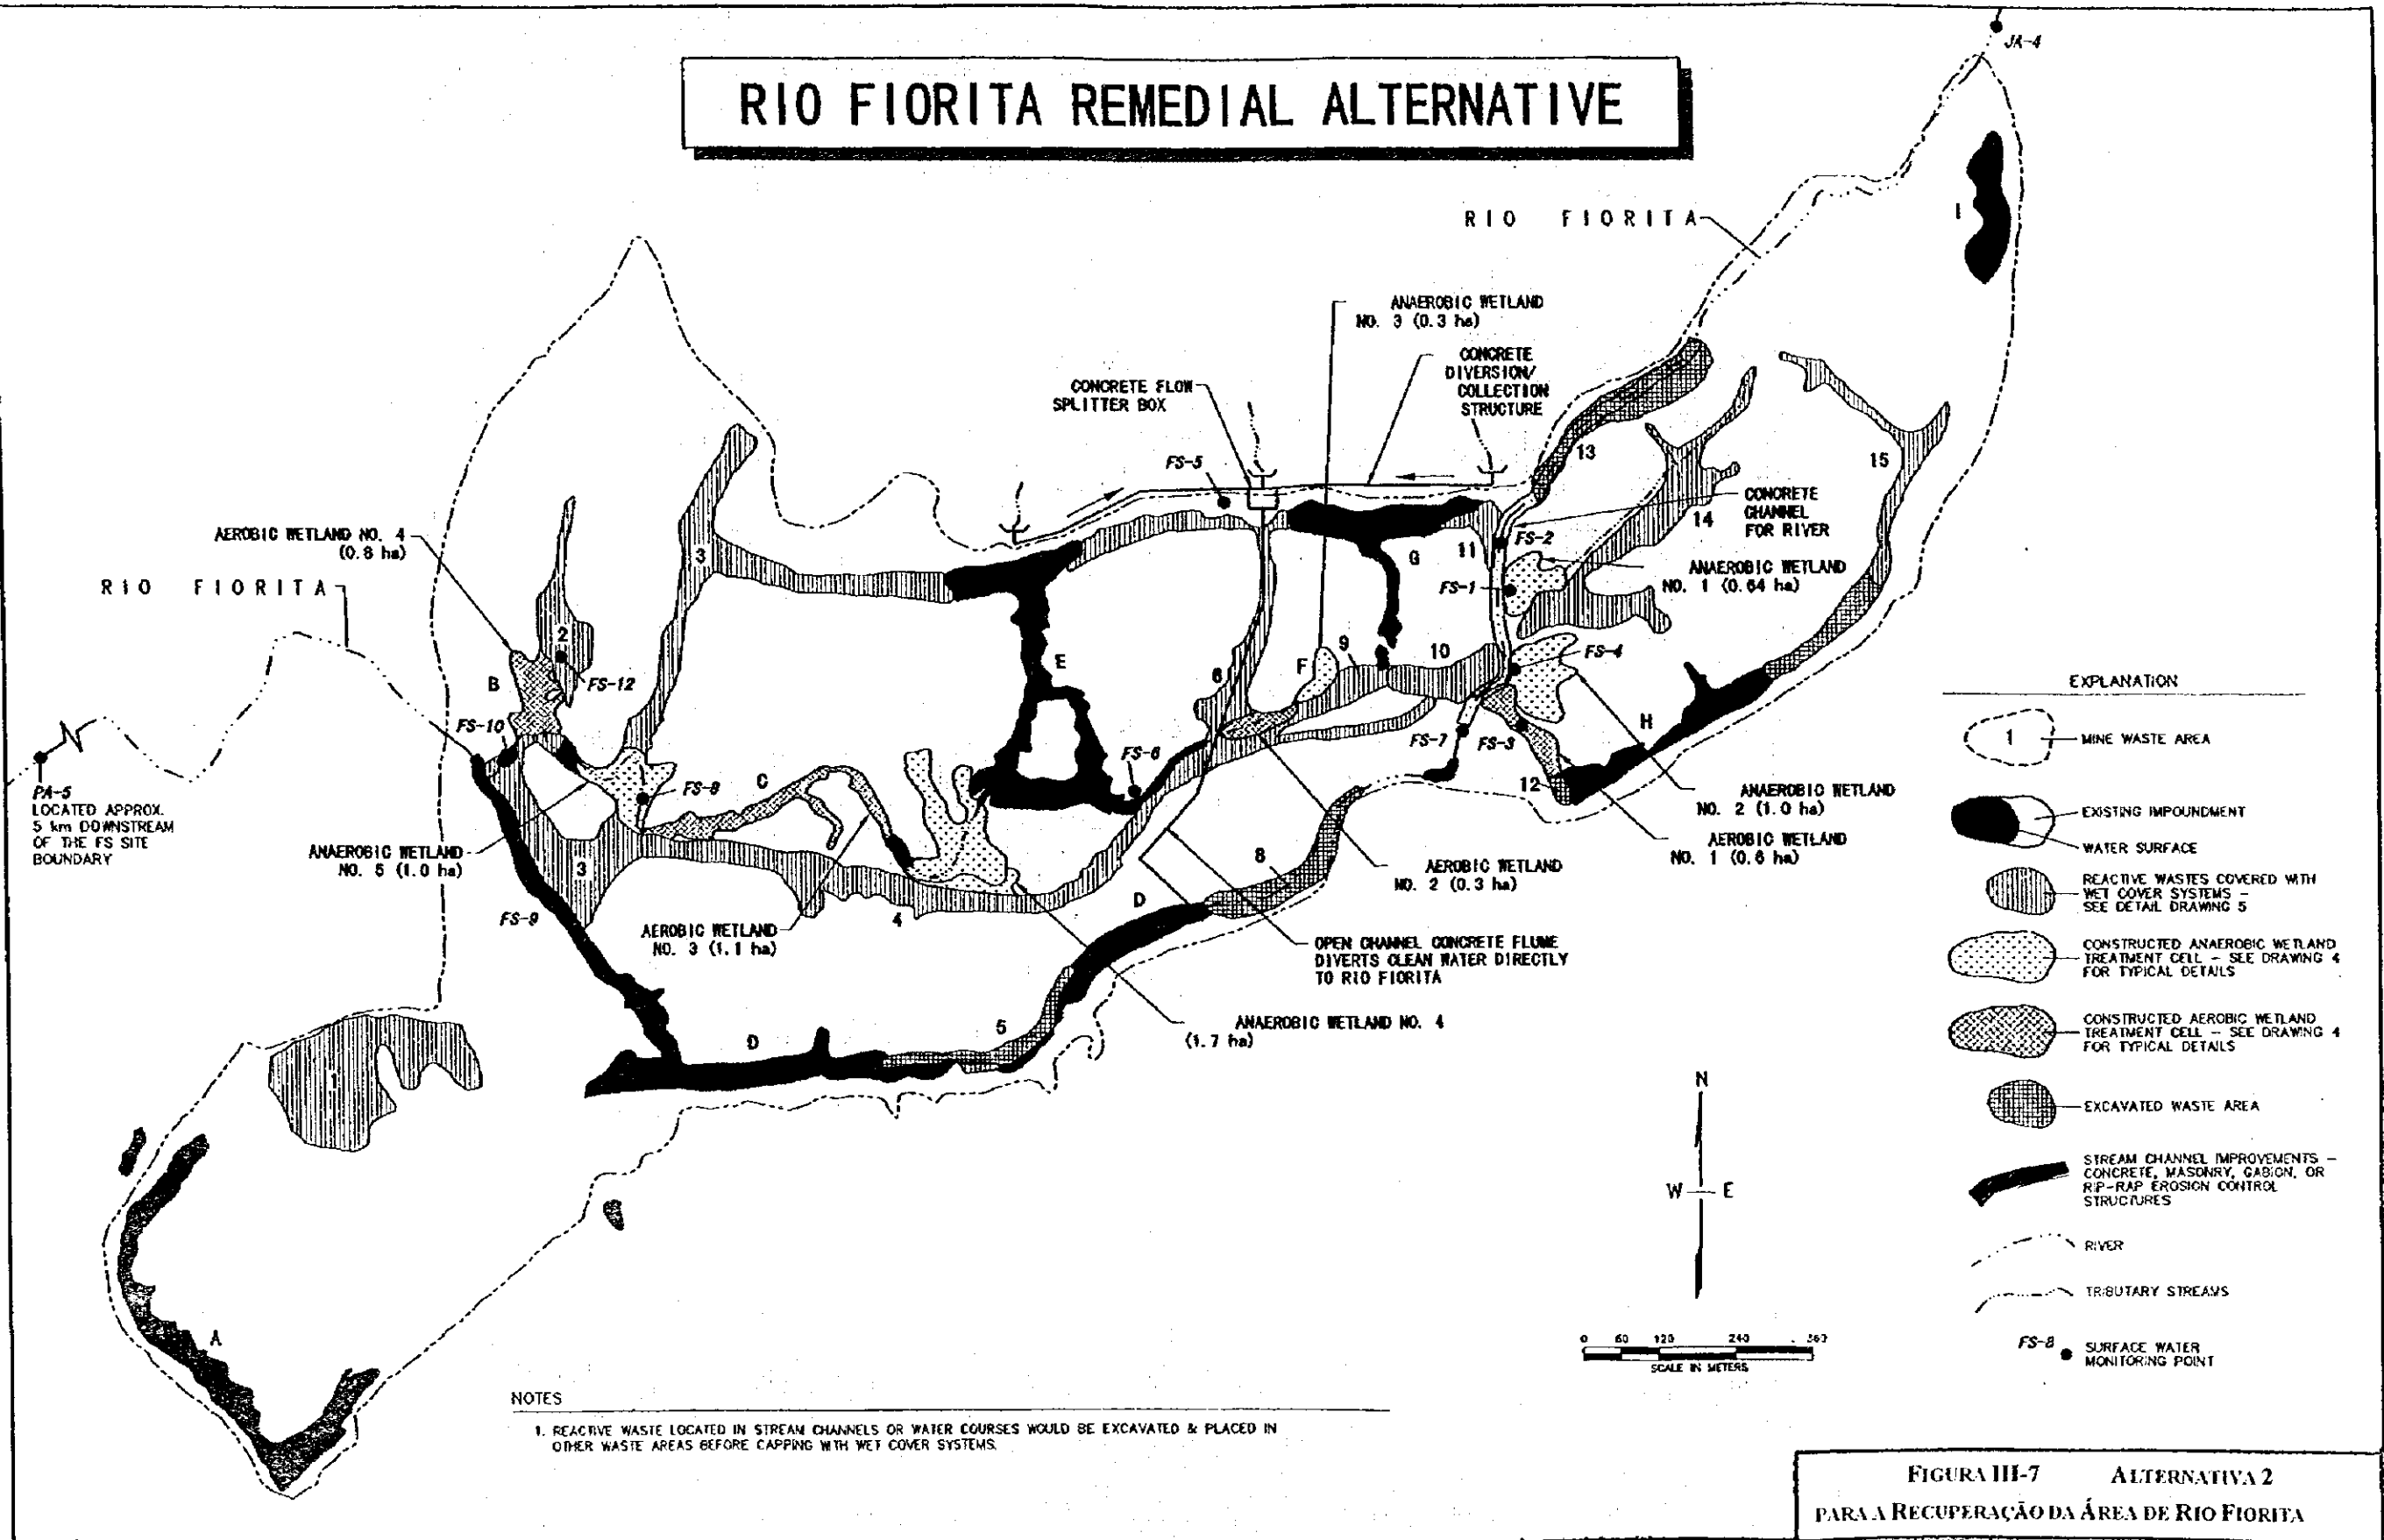 JK-4
RIO FIORITA REMEDIAL ALTERNATIVE
RIO FIORITA
I
ANAEROBIC WETLAND
NO. 3 (0.3 ha)
CONCRETE
DIVERSION/
COLLECTION
STRUCTURE
CONCRETE FLOW
SPLITTER BOX
FS-5
13
15
CONCRETE
CHANNEL
FOR RIVER
14
AEROBIC WETLAND NO. 4
(0.8 ha)
3
G
11
FS-2
ANAEROBIC WETLAND
NO. 1 (0.64 ha)
FS-1
RIO FIORITA
2
E
9
10
FS-4
F
6
B
FS-12
FS-10
FS-7
FS-3
H
FS-6
C
FS-8
12
ANAEROBIC WETLAND
NO. 2 (1.0 ha)
AEROBIC WETLAND
NO. 1 (0.6 ha)
N
PA-5
LOCATED APPROX.
5 km DOWNSTREAM
OF THE FS SITE
BOUNDARY
ANAEROBIC WETLAND
NO. 5 (1.0 ha)
3
8
AEROBIC WETLAND
NO. 2 (0.3 ha)
FS-9
4
D
AEROBIC WETLAND
NO. 3 (1.1 ha)
OPEN CHANNEL CONCRETE FLUME
DIVERTS CLEAN WATER DIRECTLY
TO RIO FIORITA
ANAEROBIC WETLAND NO. 4
(1.7 ha)
5
D
1
A
EXPLANATION
1
MINE WASTE AREA
EXISTING IMPOUNDMENT
WATER SURFACE
REACTIVE WASTES COVERED WITH
WET COVER SYSTEMS -
SEE DETAIL DRAWING 5
CONSTRUCTED ANAEROBIC WETLAND
TREATMENT CELL - SEE DRAWING 4
FOR TYPICAL DETAILS
CONSTRUCTED AEROBIC WETLAND
TREATMENT CELL - SEE DRAWING 4
FOR TYPICAL DETAILS
EXCAVATED WASTE AREA
STREAM CHANNEL IMPROVEMENTS -
CONCRETE, MASONRY, GABION, OR
RIP-RAP EROSION CONTROL
STRUCTURES
RIVER
TRIBUTARY STREAMS
FS-8
SURFACE WATER
MONITORING POINT
N
W E
0 60 120 240 360
SCALE IN METERS
NOTES
1. REACTIVE WASTE LOCATED IN STREAM CHANNELS OR WATER COURSES WOULD BE EXCAVATED & PLACED IN
OTHER WASTE AREAS BEFORE CAPPING WITH WET COVER SYSTEMS.
FIGURA III-7 ALTERNATIVA 2
PARA A RECUPERAÇÃO DA ÁREA DE RIO FIORITA